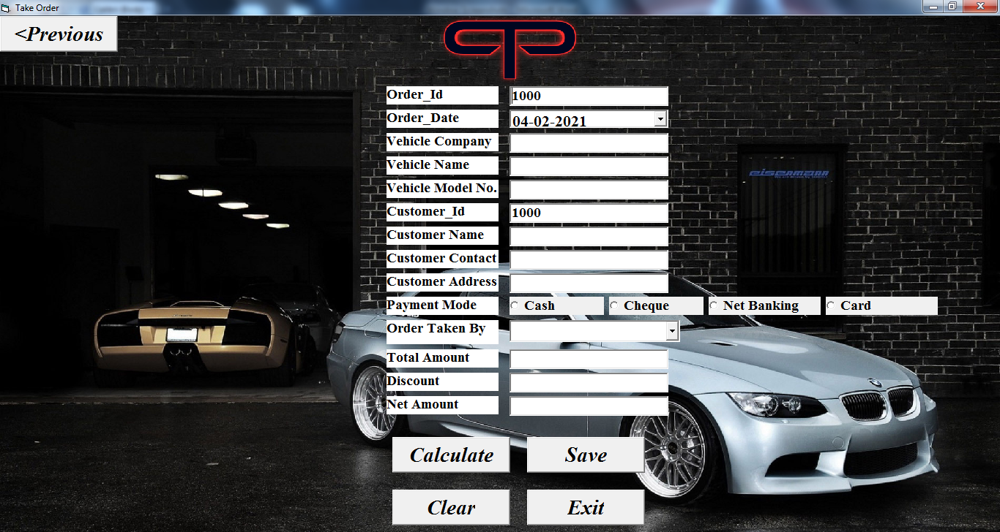 Take Order
<Previous
Order_Id 1000
Order_Date 04-02-2021
Vehicle Company
Vehicle Name
Vehicle Model No.
eisenmann
Customer_Id 1000
Customer Name
Customer Contact
Customer Address
Payment Mode Cash Cheque Net Banking Card
Order Taken By
Total Amount
Discount
Net Amount
Calculate Save
Clear Exit